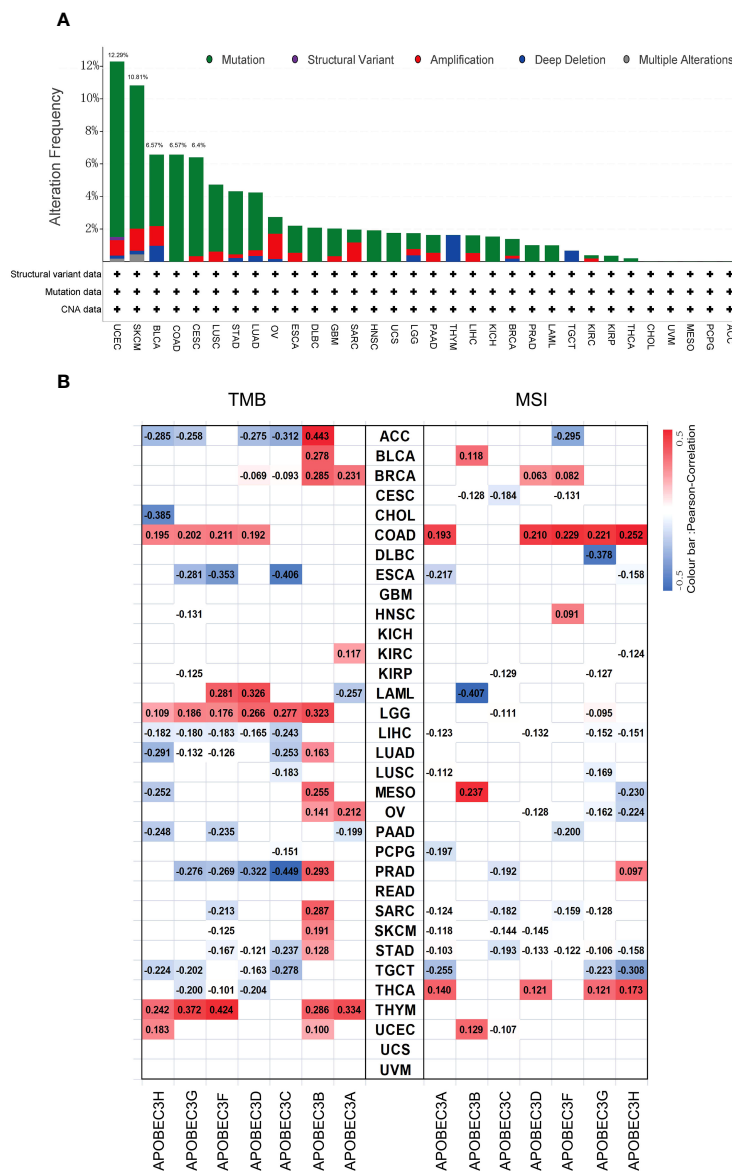 A
Mutation Structural Variant Amplification Deep Deletion Multiple Alterations
Alteration Frequency
12%
10%
8%
6%
4%
2%
12.29%
10.81%
6.57%
6.57%
6.4%
Structural variant data + + + + + + + + + + + + + + + + + + + + + + + + + + + + + + + +
Mutation data + + + + + + + + + + + + + + + + + + + + + + + + + + + + + + + +
CNA data + + + + + + + + + + + + + + + + + + + + + + + + + + + + + + + +
UCEC SKCM BLCA COAD CESC LUSC STAD LUAD OV ESCA DLBC GBM SARC HNSC UCS LGG PAAD THYM LIHC KICH BRCA PRAD LAML TGCT KIRC KIRP THCA CHOL UVM MESO PCPG ACC
B
TMB MSI
-0.285 -0.258 -0.275 -0.312 0.443 ACC -0.295
0.278 BLCA 0.118
-0.069 -0.093 0.285 0.231 BRCA 0.063 0.082
CESC -0.128 -0.184 -0.131
-0.385 CHOL
0.195 0.202 0.211 0.192 COAD 0.193 0.210 0.229 0.221 0.252
DLBC -0.378
-0.281 -0.353 -0.406 ESCA -0.217 -0.158
GBM
-0.131 HNSC 0.091
KICH
0.117 KIRC -0.124
-0.125 KIRP -0.129 -0.127
0.281 0.326 -0.257 LAML -0.407
0.109 0.186 0.176 0.266 0.277 0.323 LGG -0.111 -0.095
-0.182 -0.180 -0.183 -0.165 -0.243 LIHC -0.123 -0.132 -0.152 -0.151
-0.291 -0.132 -0.126 -0.253 0.163 LUAD
-0.183 LUSC -0.112 -0.169
-0.252 0.255 MESO 0.237 -0.230
0.141 0.212 OV -0.128 -0.162 -0.224
-0.248 -0.235 -0.199 PAAD -0.200
-0.151 PCPG -0.197
-0.276 -0.269 -0.322 -0.449 0.293 PRAD -0.192 0.097
READ
-0.213 0.287 SARC -0.124 -0.182 -0.159 -0.128
-0.125 0.191 SKCM -0.118 -0.144 -0.145
-0.167 -0.121 -0.237 0.128 STAD -0.103 -0.193 -0.133 -0.122 -0.106 -0.158
-0.224 -0.202 -0.163 -0.278 TGCT -0.255 -0.223 -0.308
-0.200 -0.101 -0.204 THCA 0.140 0.121 0.121 0.173
0.242 0.372 0.424 0.286 0.334 THYM
0.183 0.100 UCEC 0.129 -0.107
UCS
UVM
APOBEC3H APOBEC3G APOBEC3F APOBEC3D APOBEC3C APOBEC3B APOBEC3A APOBEC3A APOBEC3B APOBEC3C APOBEC3D APOBEC3F APOBEC3G APOBEC3H
0.5
-0.5
Colour bar :Pearson-Correlation